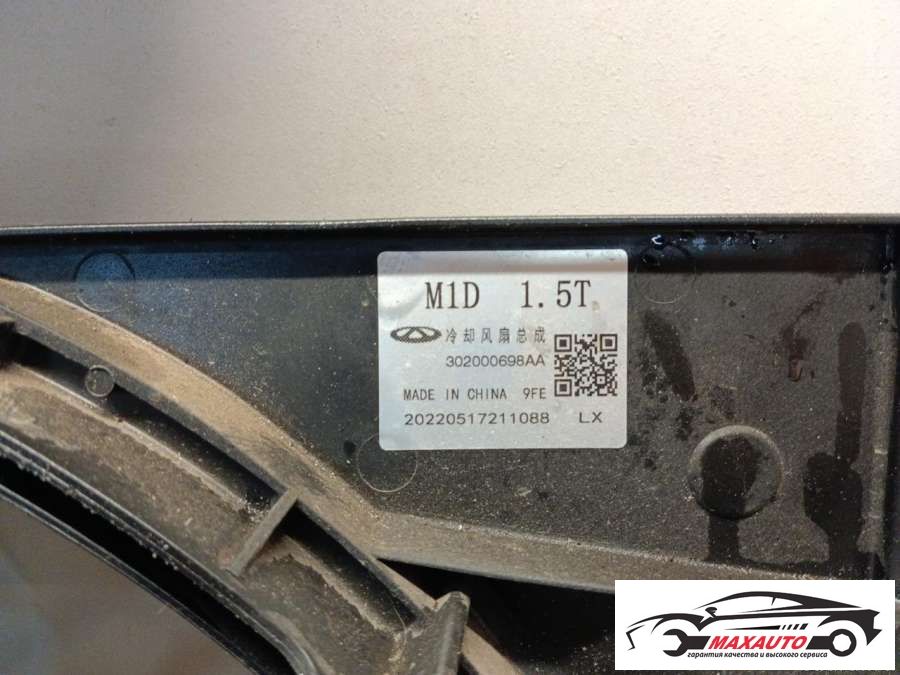 M1D 1.5T
冷却风扇总成
302000698AA
MADE IN CHINA 9FE
20220517211088 LX
MAXAUTO
гарантия качества и высокого сервиса